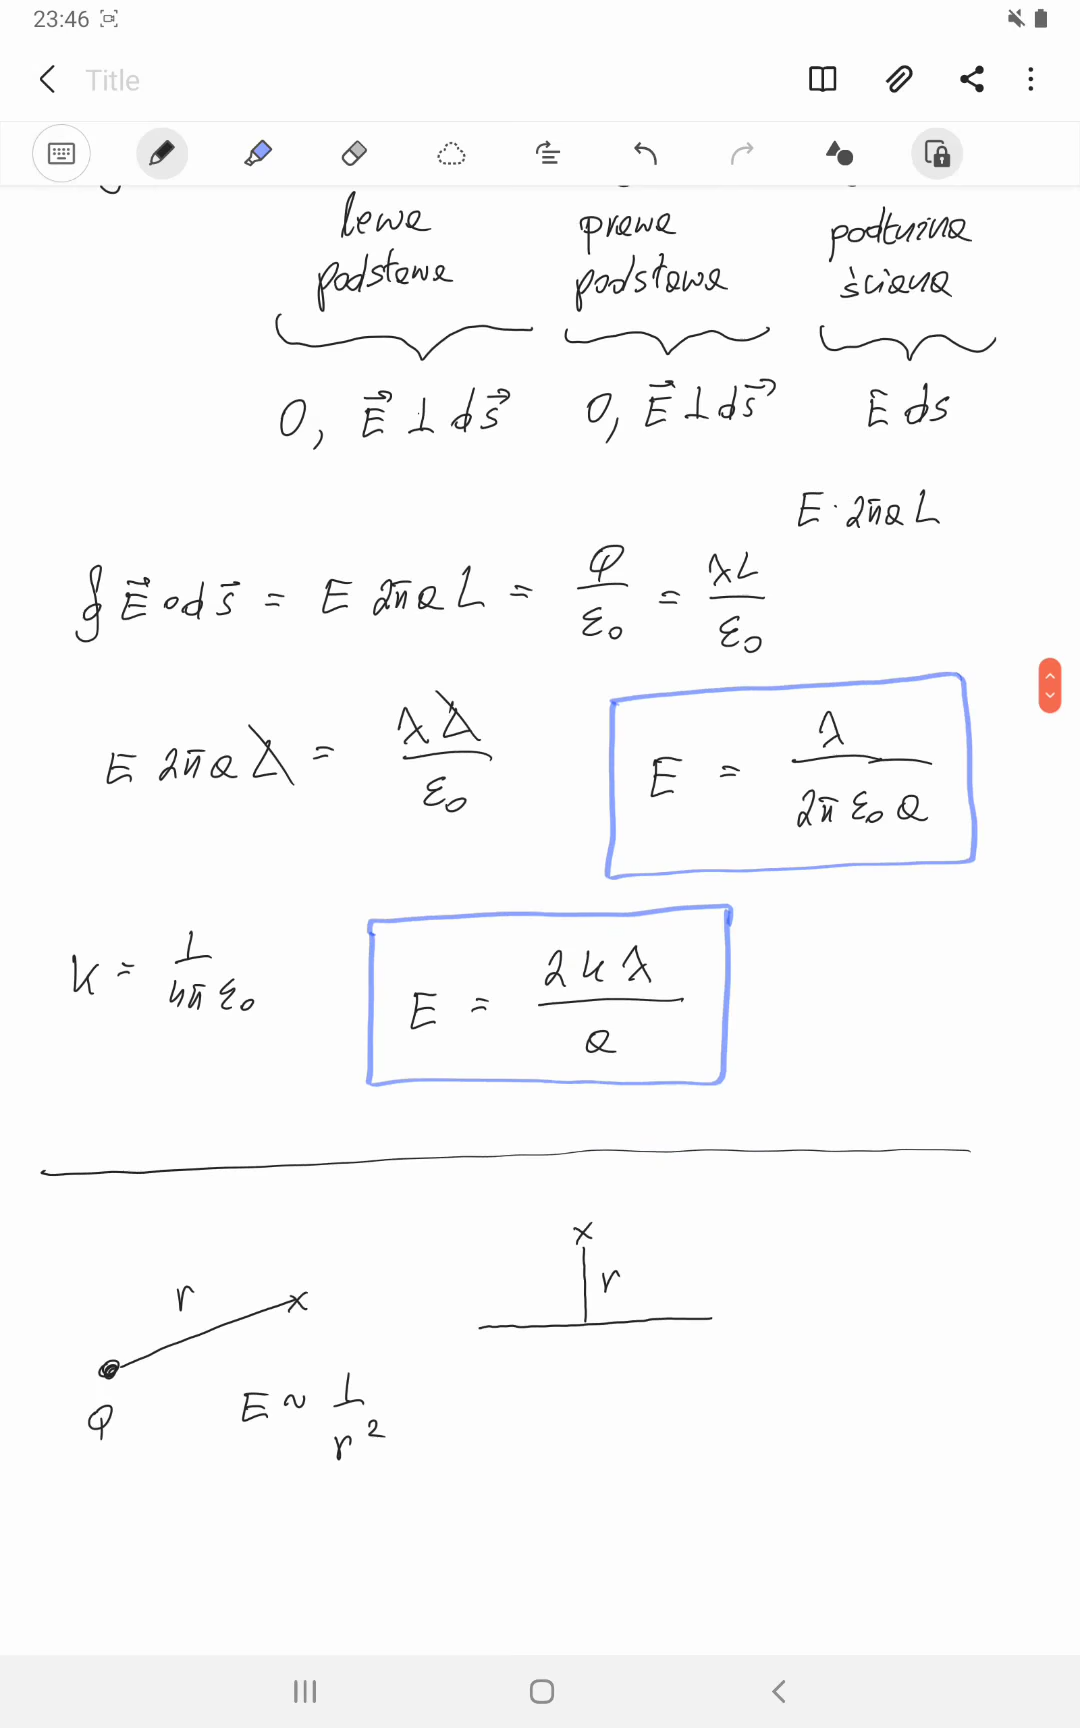 23:46
Title
lewa prawa podłużna
podstawa podstawa ściana
0, E⃗ ⊥ ds⃗ 0, E⃗ ⊥ ds⃗ E ds
E · 2πa L
∮ E⃗ ∘ ds⃗ = E 2πa L = Q/ε₀ = λL/ε₀
E 2πa L = λL/ε₀ E = λ/(2π ε₀ a)
k = 1/(4π ε₀) E = 2kλ/a
x
r x r
Q E ~ 1/r²